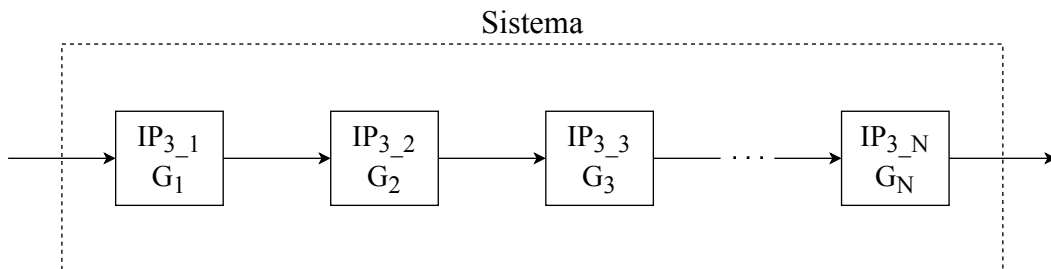 Sistema
IP3_1 IP3_2 IP3_3 . . . IP3_N
G1 G2 G3 GN